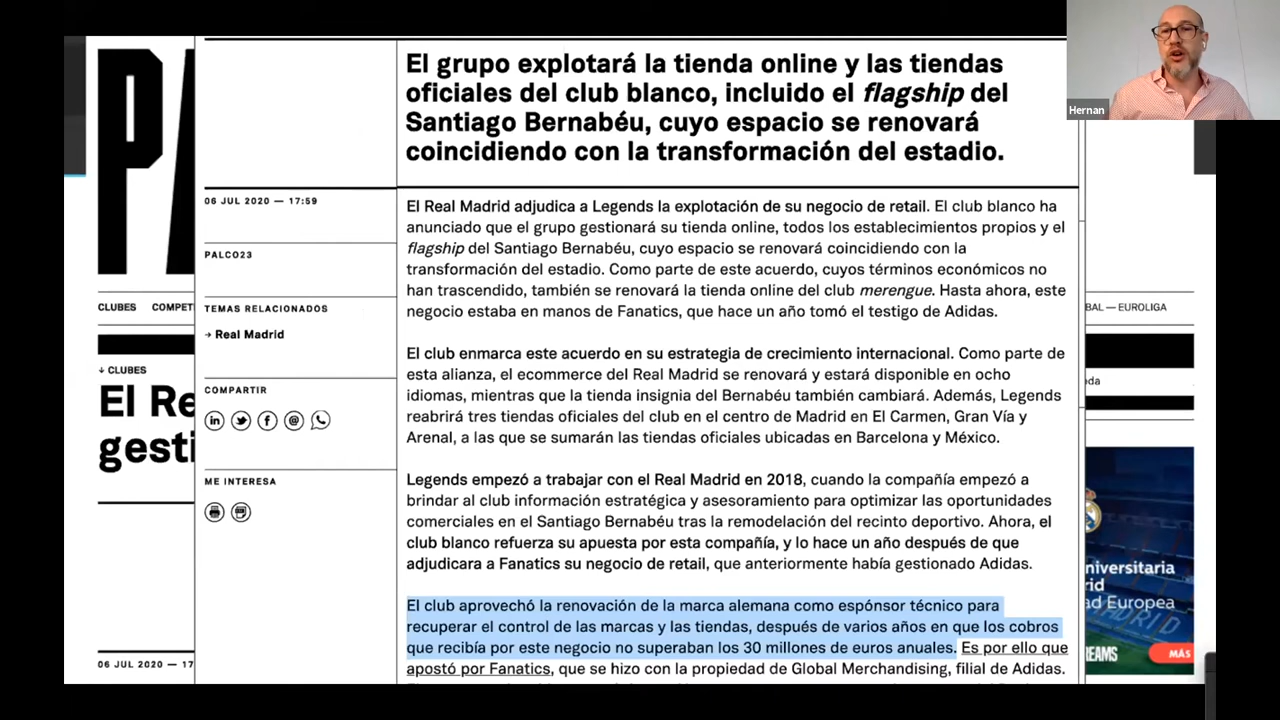 El grupo explotará la tienda online y las tiendas
oficiales del club blanco, incluido el flagship del
Santiago Bernabéu, cuyo espacio se renovará
coincidiendo con la transformación del estadio.
Hernan
06 JUL 2020 — 17:59
PALCO23
TEMAS RELACIONADOS
→ Real Madrid
COMPARTIR
ME INTERESA
El Real Madrid adjudica a Legends la explotación de su negocio de retail. El club blanco ha
anunciado que el grupo gestionará su tienda online, todos los establecimientos propios y el
flagship del Santiago Bernabéu, cuyo espacio se renovará coincidiendo con la
transformación del estadio. Como parte de este acuerdo, cuyos términos económicos no
han trascendido, también se renovará la tienda online del club merengue. Hasta ahora, este
negocio estaba en manos de Fanatics, que hace un año tomó el testigo de Adidas.
El club enmarca este acuerdo en su estrategia de crecimiento internacional. Como parte de
esta alianza, el ecommerce del Real Madrid se renovará y estará disponible en ocho
idiomas, mientras que la tienda insignia del Bernabéu también cambiará. Además, Legends
reabrirá tres tiendas oficiales del club en el centro de Madrid en El Carmen, Gran Vía y
Arenal, a las que se sumarán las tiendas oficiales ubicadas en Barcelona y México.
Legends empezó a trabajar con el Real Madrid en 2018, cuando la compañía empezó a
brindar al club información estratégica y asesoramiento para optimizar las oportunidades
comerciales en el Santiago Bernabéu tras la remodelación del recinto deportivo. Ahora, el
club blanco refuerza su apuesta por esta compañía, y lo hace un año después de que
adjudicara a Fanatics su negocio de retail, que anteriormente había gestionado Adidas.
El club aprovechó la renovación de la marca alemana como espónsor técnico para
recuperar el control de las marcas y las tiendas, después de varios años en que los cobros
que recibía por este negocio no superaban los 30 millones de euros anuales. Es por ello que
apostó por Fanatics, que se hizo con la propiedad de Global Merchandising, filial de Adidas.
PA
CLUBES COMPET
↓ CLUBES
El Re
gesti
06 JUL 2020 — 17
BAL — EUROLIGA
da
niversitaria
rid
ad Europea
REAMS
MÁS